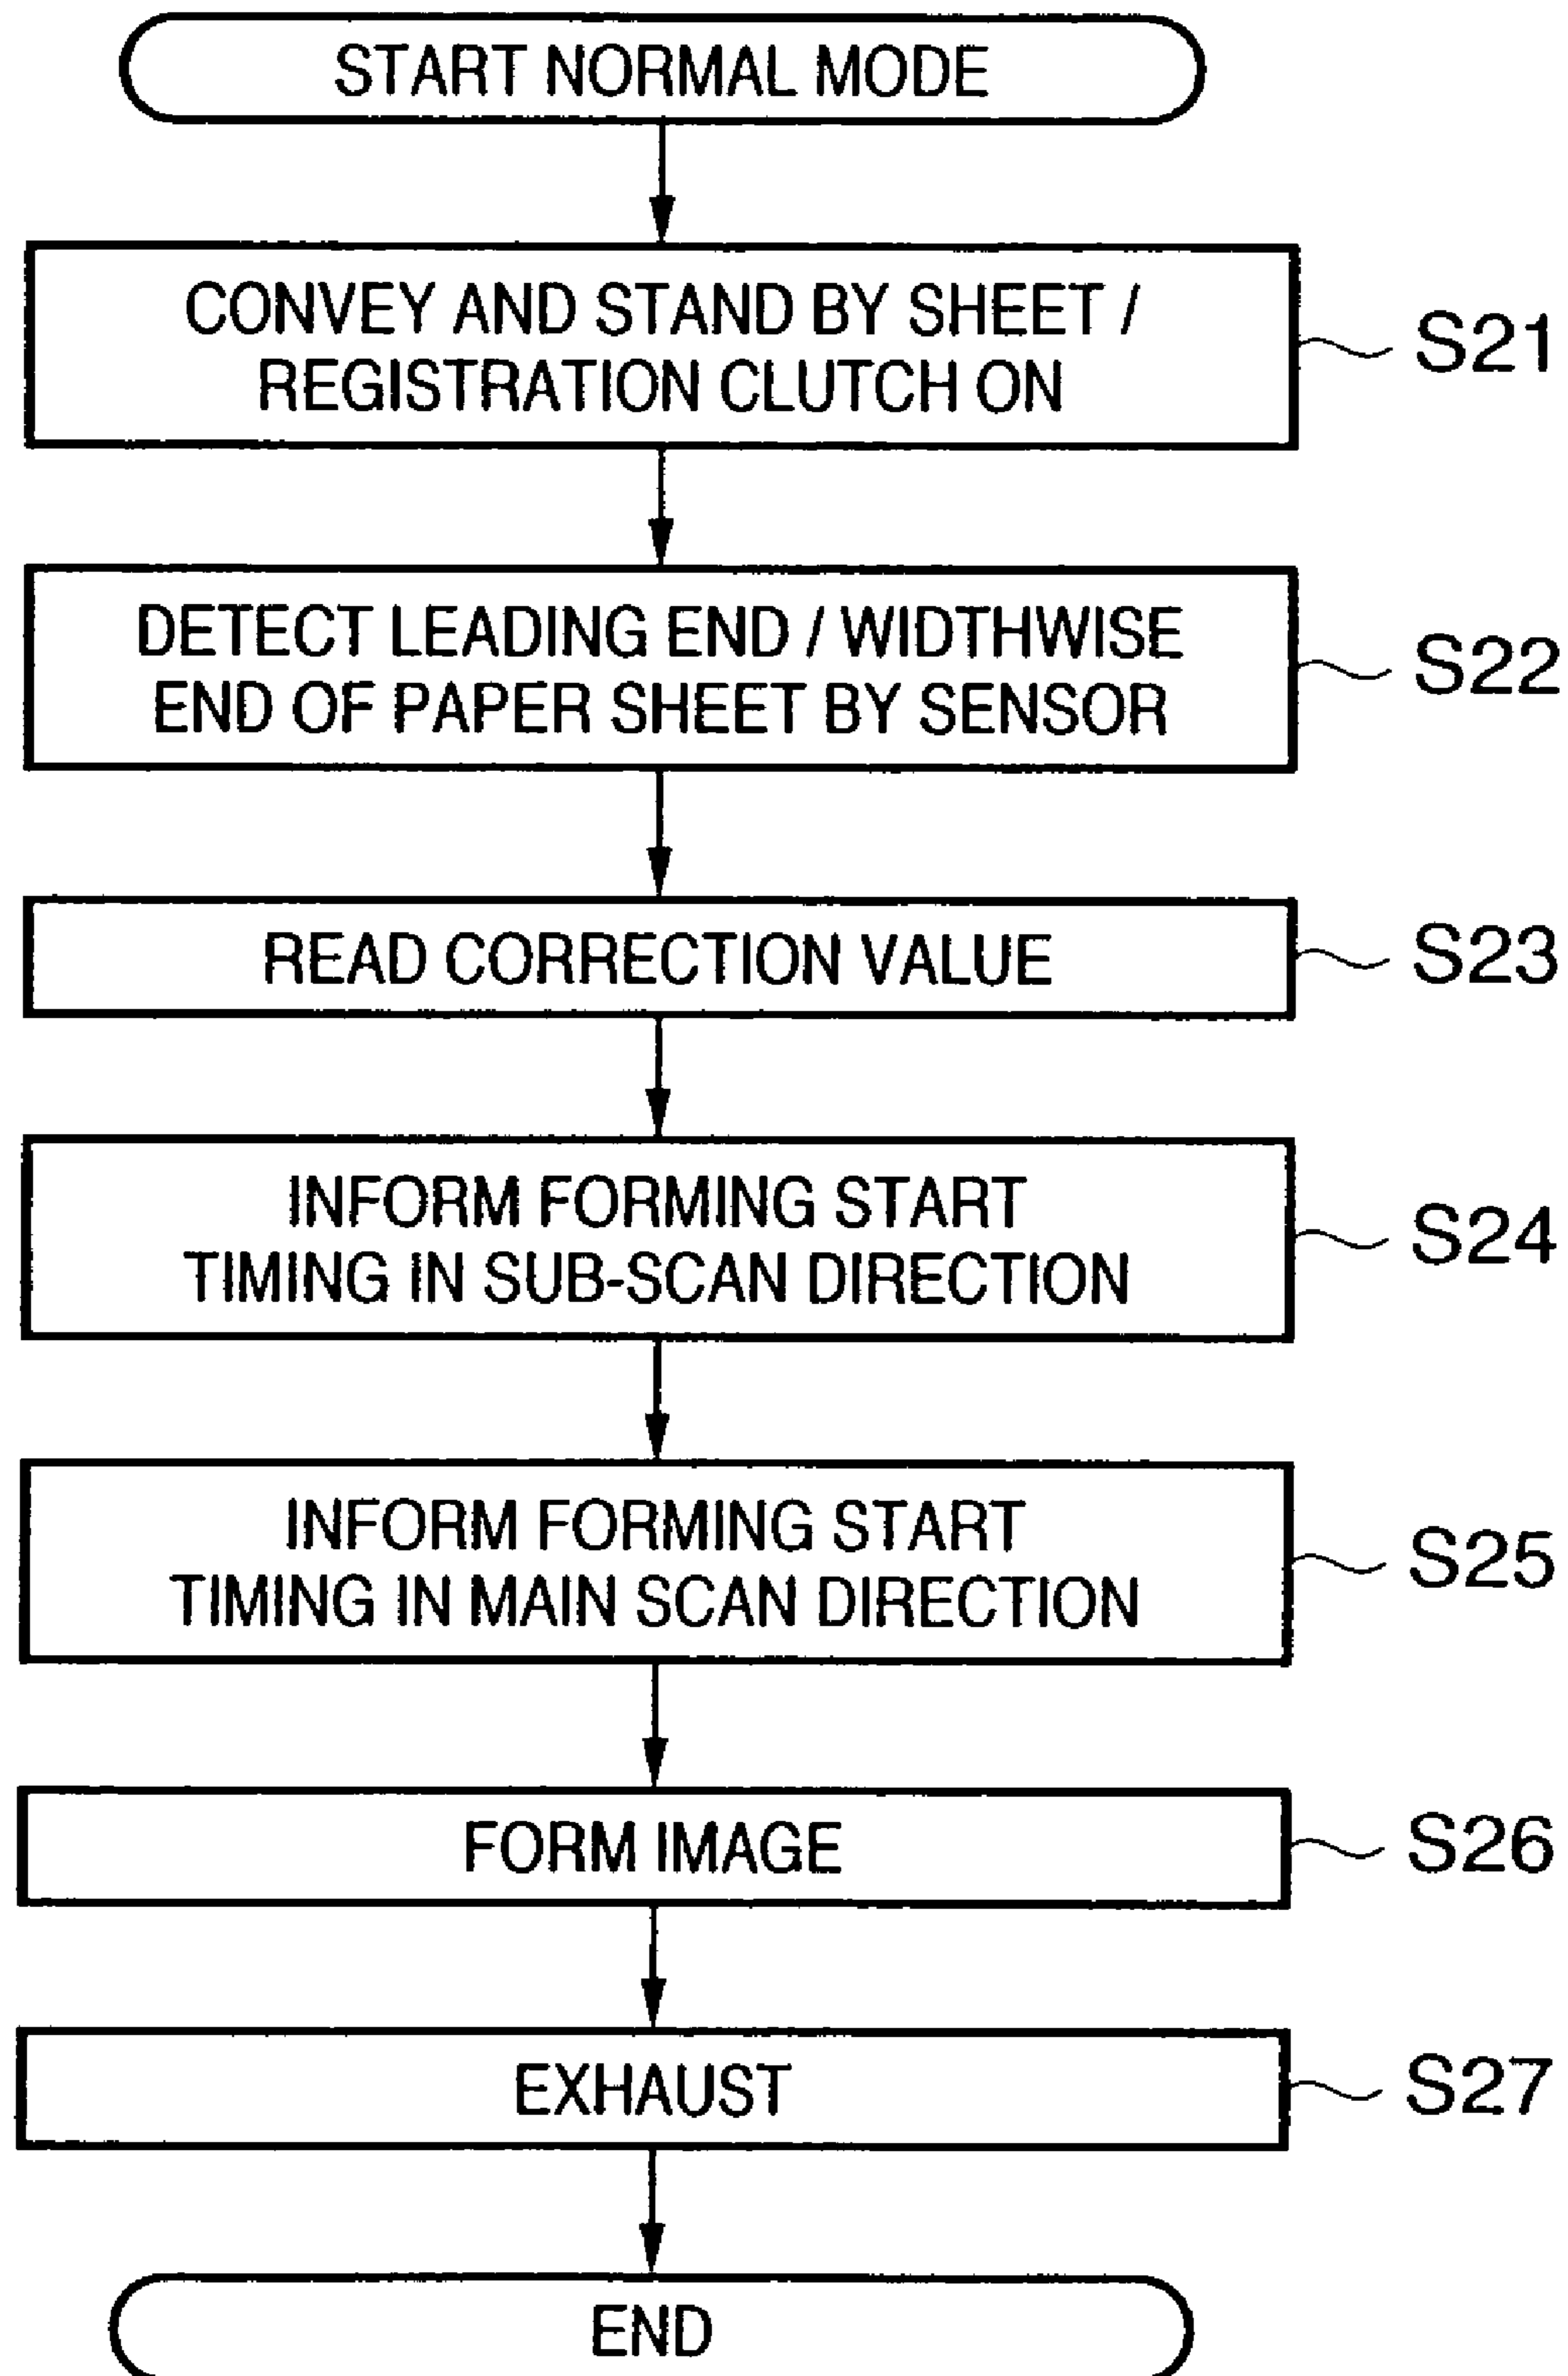 START NORMAL MODE
CONVEY AND STAND BY SHEET /
REGISTRATION CLUTCH ON
S21
DETECT LEADING END / WIDTHWISE
END OF PAPER SHEET BY SENSOR
S22
READ CORRECTION VALUE
S23
INFORM FORMING START
TIMING IN SUB-SCAN DIRECTION
S24
INFORM FORMING START
TIMING IN MAIN SCAN DIRECTION
S25
FORM IMAGE
S26
EXHAUST
S27
END